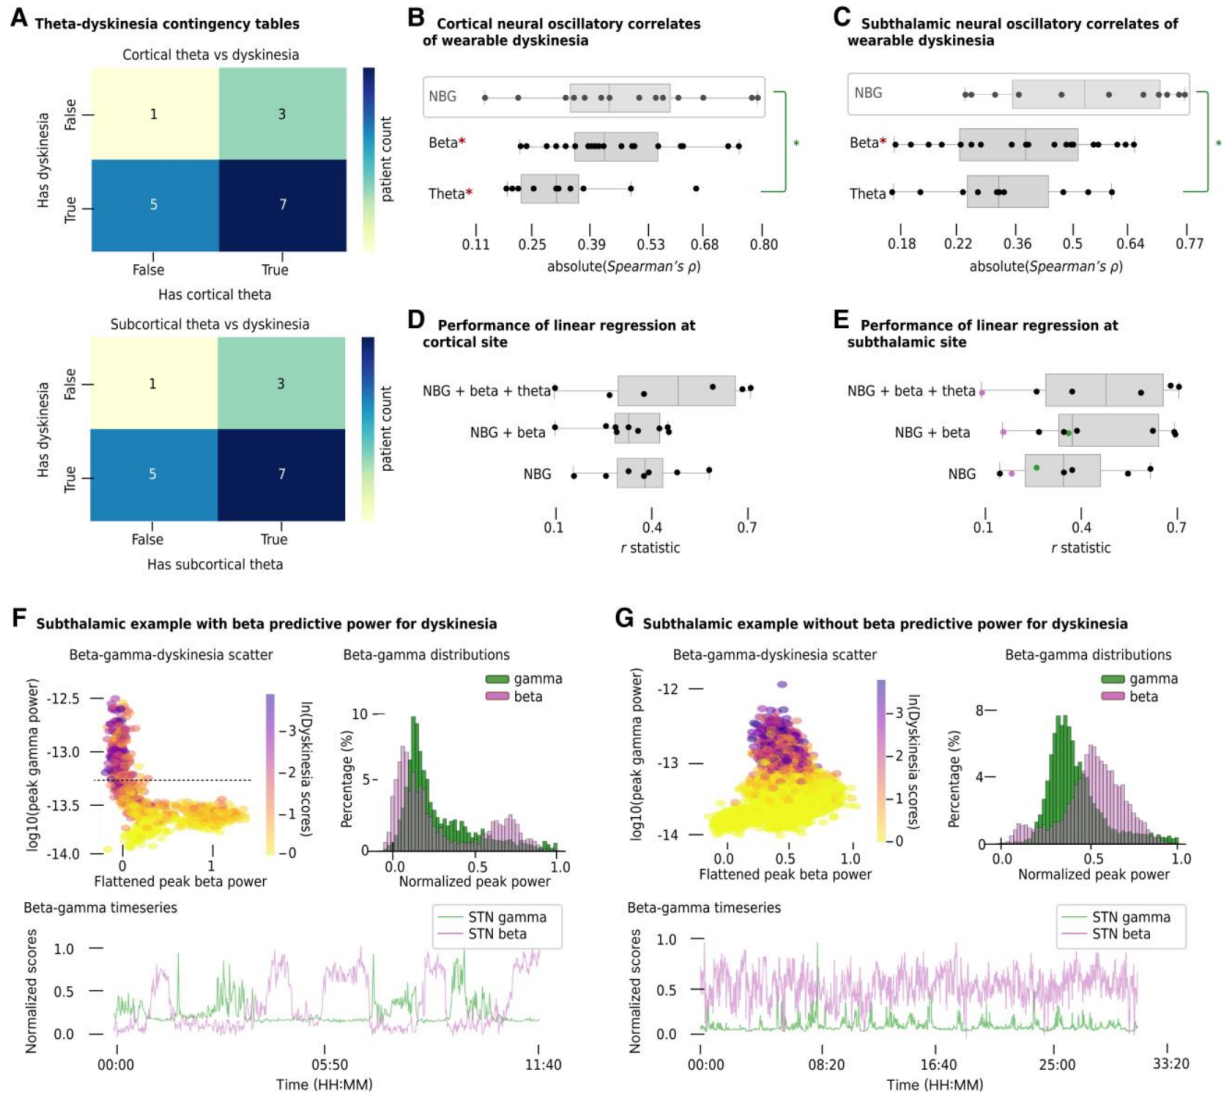 A Theta-dyskinesia contingency tables
Cortical theta vs dyskinesia
Has dyskinesia
False
True
1
3
5
7
patient count
False
True
Has cortical theta
Subcortical theta vs dyskinesia
Has dyskinesia
False
True
1
3
5
7
patient count
False
True
Has subcortical theta
B Cortical neural oscillatory correlates
of wearable dyskinesia
NBG
Beta*
Theta*
*
0.11 0.25 0.39 0.53 0.68 0.80
absolute(Spearman's ρ)
C Subthalamic neural oscillatory correlates of
wearable dyskinesia
NBG
Beta*
Theta
*
0.18 0.22 0.36 0.5 0.64 0.77
absolute(Spearman's ρ)
D Performance of linear regression at
cortical site
NBG + beta + theta
NBG + beta
NBG
0.1 0.4 0.7
r statistic
E Performance of linear regression at
subthalamic site
NBG + beta + theta
NBG + beta
NBG
0.1 0.4 0.7
r statistic
F Subthalamic example with beta predictive power for dyskinesia
Beta-gamma-dyskinesia scatter
log10(peak gamma power)
-12.5
-13.0
-13.5
-14.0
0 1
Flattened peak beta power
3
2
1
0
ln(Dyskinesia scores)
Beta-gamma distributions
gamma
beta
Percentage (%)
10
5
0
0.0 0.5 1.0
Normalized peak power
Beta-gamma timeseries
STN gamma
STN beta
Normalized scores
1.0
0.5
0.0
00:00 05:50 11:40
Time (HH:MM)
G Subthalamic example without beta predictive power for dyskinesia
Beta-gamma-dyskinesia scatter
log10(peak gamma power)
-12
-13
-14
0.0 0.5 1.0
Flattened peak beta power
3
2
1
0
ln(Dyskinesia scores)
Beta-gamma distributions
gamma
beta
Percentage (%)
8
4
0
0.0 0.5 1.0
Normalized peak power
Beta-gamma timeseries
STN gamma
STN beta
Normalized scores
1.0
0.5
0.0
00:00 08:20 16:40 25:00 33:20
Time (HH:MM)